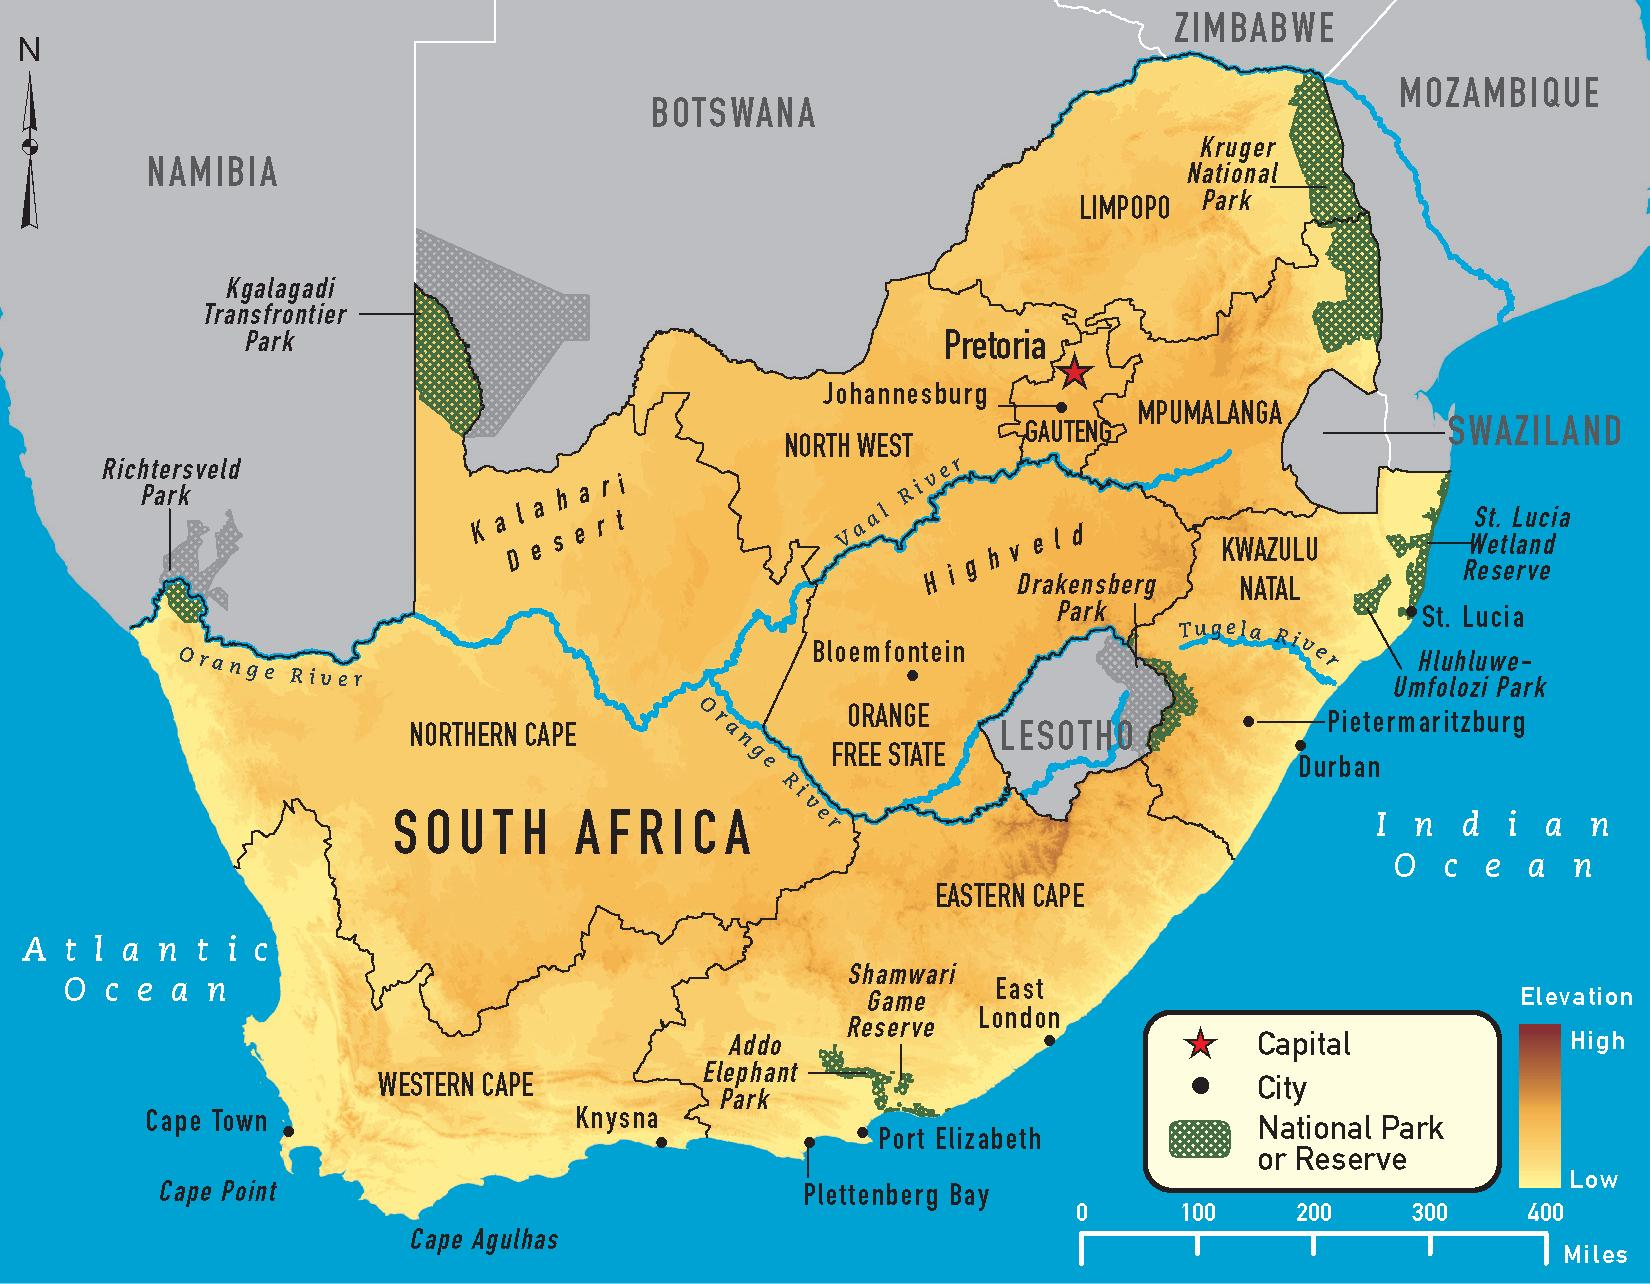 ZIMBABWE
N
MOZAMBIQUE
BOTSWANA
NAMIBIA
Kruger
National
Park
LIMPOPO
Kgalagadi
Transfrontier
Park
Pretoria
Johannesburg
MPUMALANGA
GAUTENG
NORTH WEST
SWAZILAND
Richtersveld
Park
Kalahari
Desert
Vaal River
Highveld
St. Lucia
Wetland
Reserve
KWAZULU
NATAL
Drakensberg
Park
St. Lucia
Tugela River
Orange River
Bloemfontein
Hluhluwe-
Umfolozi Park
Orange River
ORANGE
FREE STATE
LESOTHO
Pietermaritzburg
NORTHERN CAPE
Durban
SOUTH AFRICA
Indian
Ocean
EASTERN CAPE
Atlantic
Ocean
Shamwari
Game
Reserve
East
London
Addo
Elephant
Park
WESTERN CAPE
Cape Town
Knysna
Port Elizabeth
Cape Point
Plettenberg Bay
Cape Agulhas
Elevation
High
Low
Capital
City
National Park
or Reserve
0 100 200 300 400
Miles